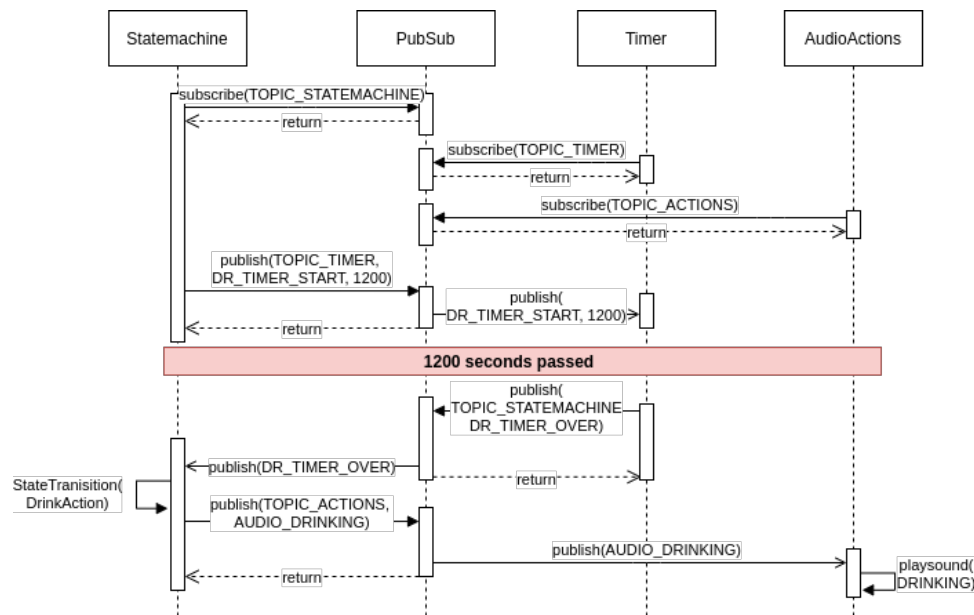 Statemachine
PubSub
Timer
AudioActions
subscribe(TOPIC_STATEMACHINE)
return
subscribe(TOPIC_TIMER)
return
subscribe(TOPIC_ACTIONS)
return
publish(TOPIC_TIMER,
DR_TIMER_START, 1200)
publish(
DR_TIMER_START, 1200)
return
1200 seconds passed
publish(
TOPIC_STATEMACHINE
DR_TIMER_OVER)
publish(DR_TIMER_OVER)
return
StateTranisition(
DrinkAction)
publish(TOPIC_ACTIONS,
AUDIO_DRINKING)
publish(AUDIO_DRINKING)
return
playsound(
DRINKING)